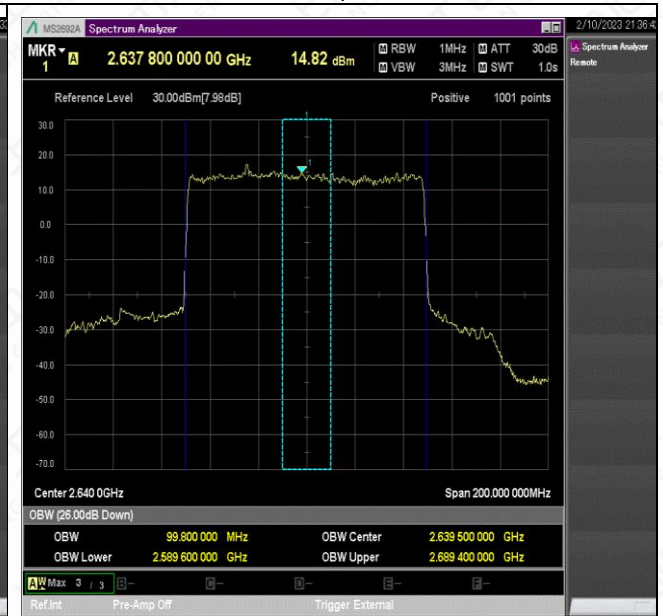 MS2692A Spectrum Analyzer
2/10/2023 21:36:4
MKR 1 A 2.637 800 000 00 GHz 14.82 dBm
M RBW 1MHz M ATT 30dB
M VBW 3MHz M SWT 1.0s
Spectrum Analyzer
Remote
Reference Level 30.00dBm[7.98dB] Positive 1001 points
1
30.0
20.0
1
10.0
0.0
-10.0
-20.0
-30.0
-40.0
-50.0
-60.0
-70.0
Center 2.640 0GHz Span 200.000 000MHz
OBW (26.00dB Down)
OBW 99.800 000 MHz OBW Center 2.639 500 000 GHz
OBW Lower 2.589 600 000 GHz OBW Upper 2.689 400 000 GHz
A W Max 3 / 3 B- C- D- E- F-
Ref.Int Pre-Amp Off Trigger External